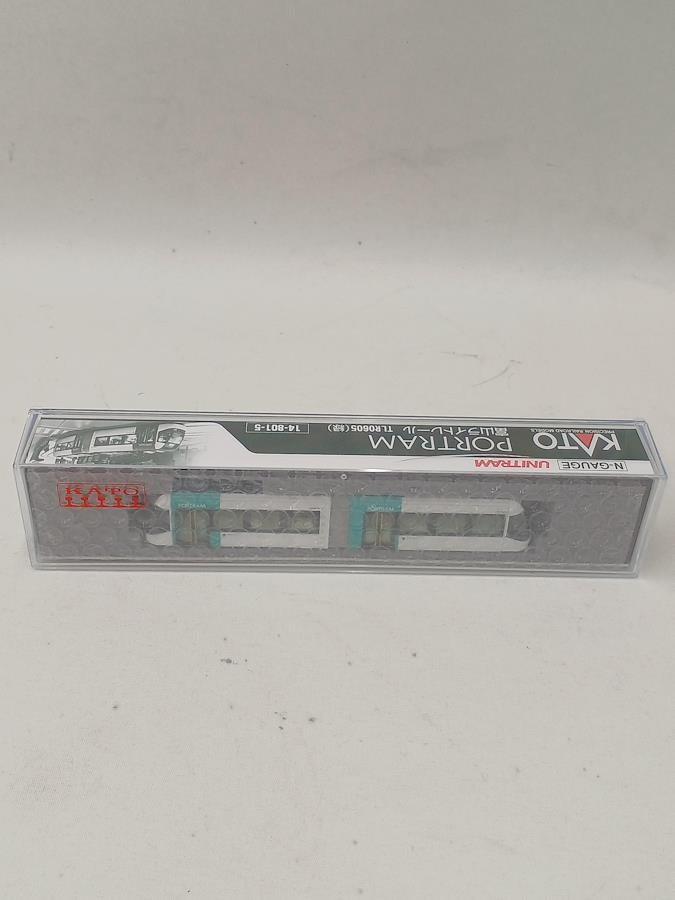 KATO
PRECISION RAILROAD MODELS
PORTRAM
富山ライトレール TLR0605(緑)
14-801-5
N-GAUGE
UNITRAM
KATO
PORTRAM
PORTRAM